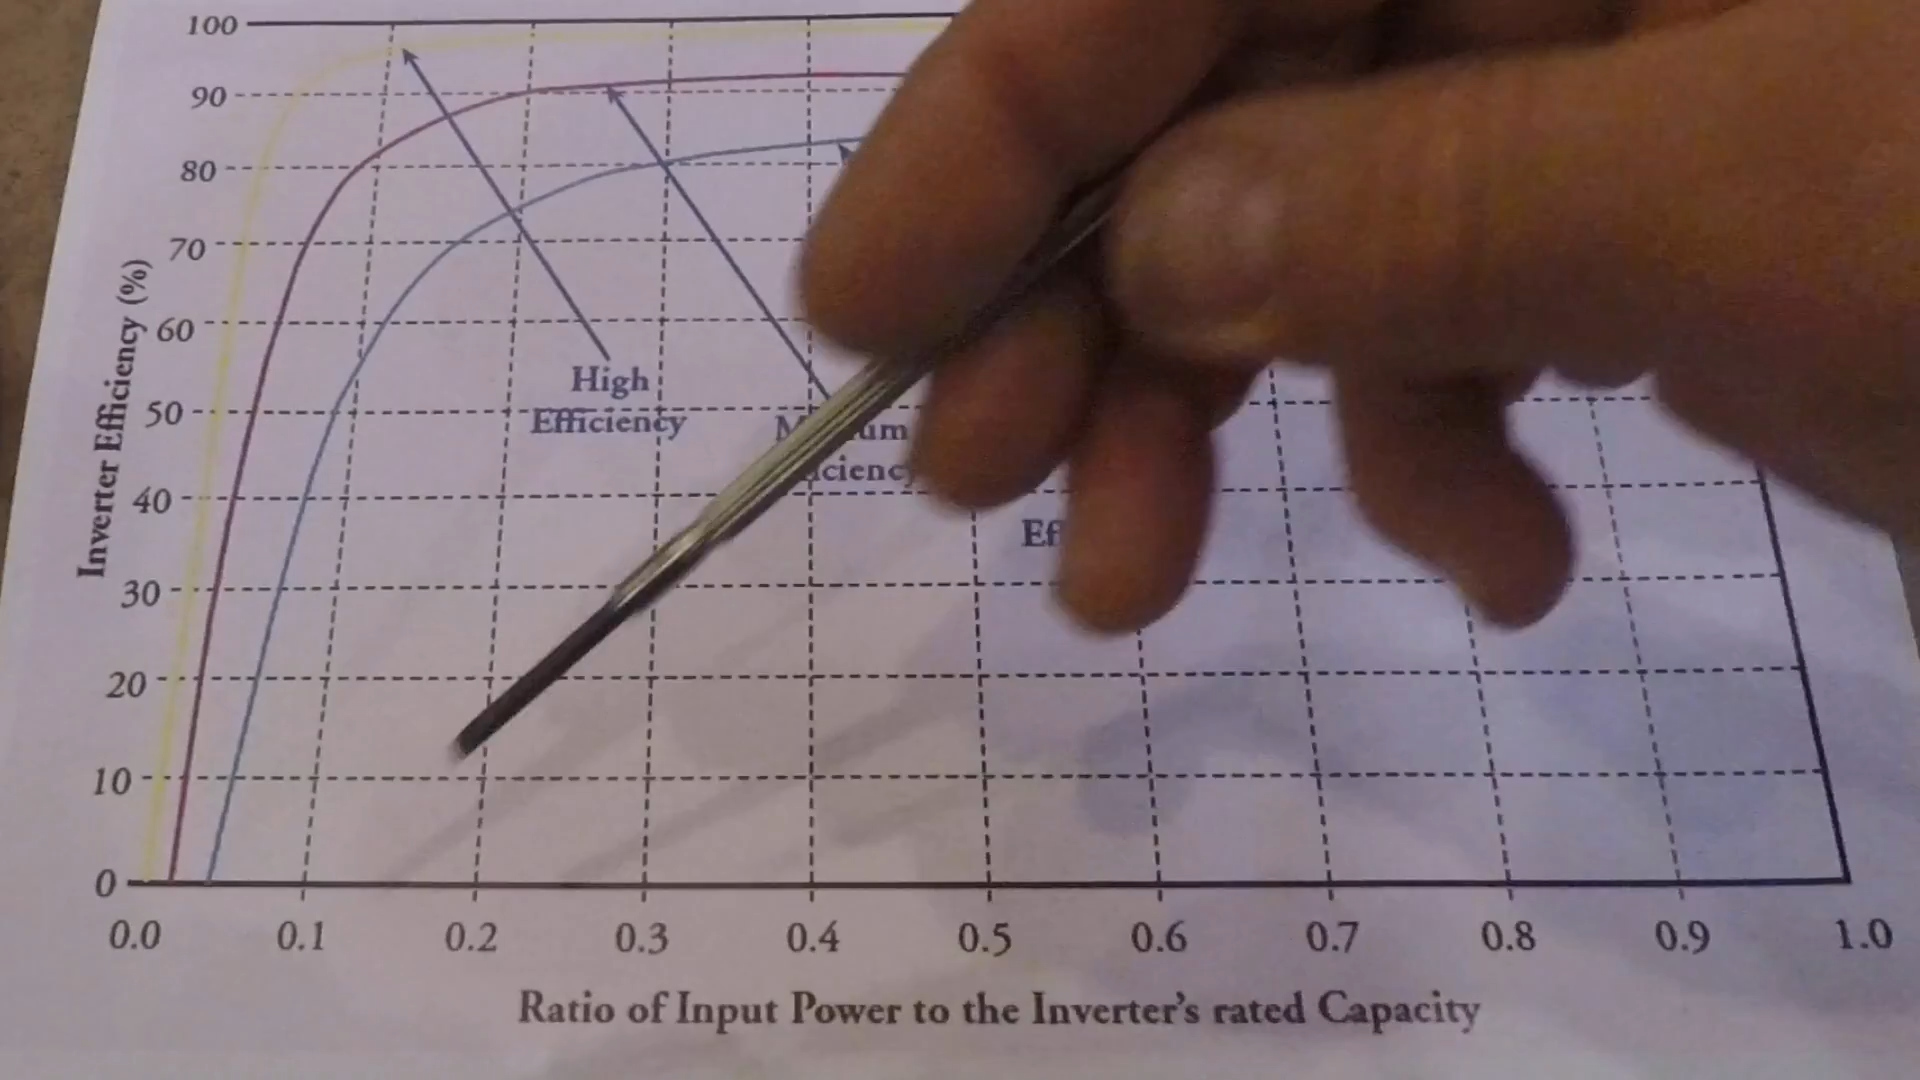 100
90
80
70
60
50
40
30
20
10
0
Inverter Efficiency (%)
High
Efficiency
0.0 0.1 0.2 0.3 0.4 0.5 0.6 0.7 0.8 0.9 1.0
Ratio of Input Power to the Inverter's rated Capacity